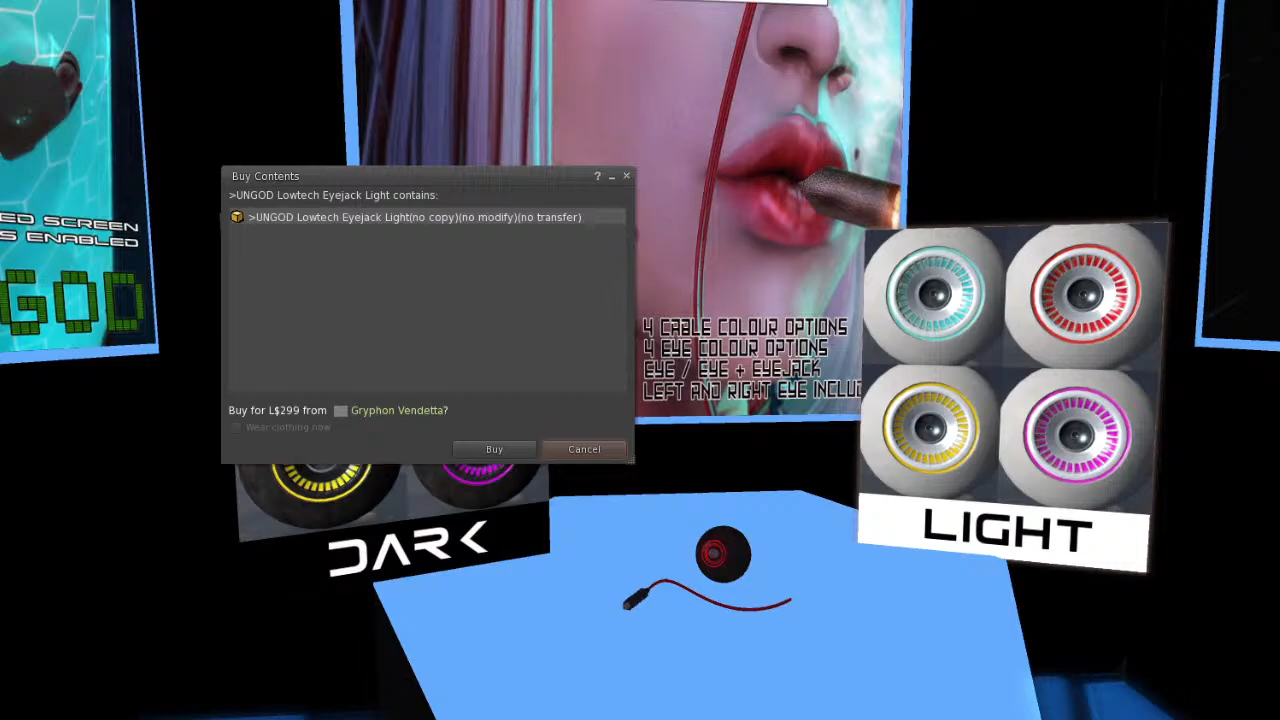 Buy Contents
? _ ×
>UNGOD Lowtech Eyejack Light contains:
>UNGOD Lowtech Eyejack Light(no copy)(no modify)(no transfer)
Buy for L$299 from Gryphon Vendetta?
Wear clothing now
Buy Cancel
ED SCREEN
S ENABLED
GOD
4 CABLE COLOUR OPTIONS
4 EYE COLOUR OPTIONS
EYE / EYE + EYEJACK
LEFT AND RIGHT EYE INCLU
DARK
LIGHT